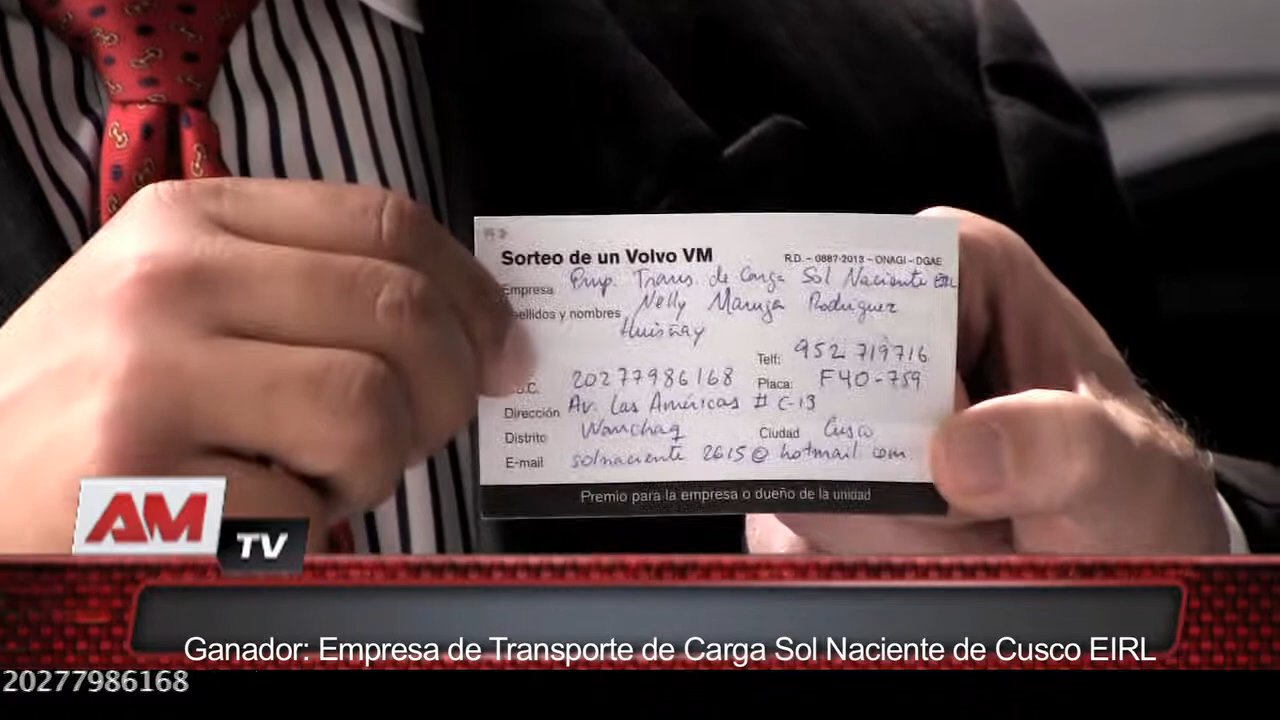 Sorteo de un Volvo VM
R.D. - 0887-2013 - ONAGI - DGAE
Empresa Emp. Trans. de Carga Sol Naciente EIRL
ellidos y nombres Nelly Maruja Rodriguez
Huisñay
Telf: 952 719716
.C. 20277986168 Placa: F40-759
Dirección Av. Las Américas # C-13
Distrito Wanchaq Ciudad Cusco
E-mail solnaciente 2615@hotmail.com
Premio para la empresa o dueño de la unidad
AM
TV
Ganador: Empresa de Transporte de Carga Sol Naciente de Cusco EIRL
20277986168